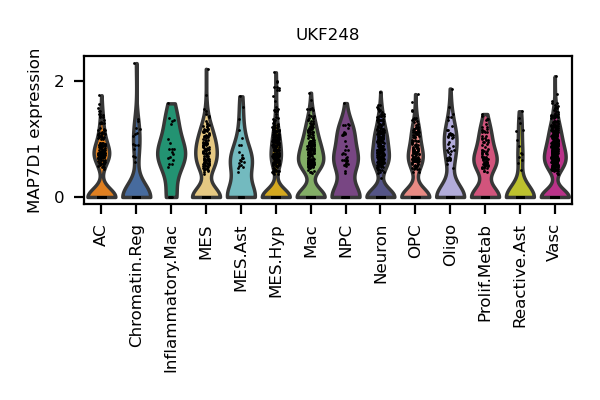 UKF248
MAP7D1 expression
2
0
AC
Chromatin.Reg
Inflammatory.Mac
MES
MES.Ast
MES.Hyp
Mac
NPC
Neuron
OPC
Oligo
Prolif.Metab
Reactive.Ast
Vasc